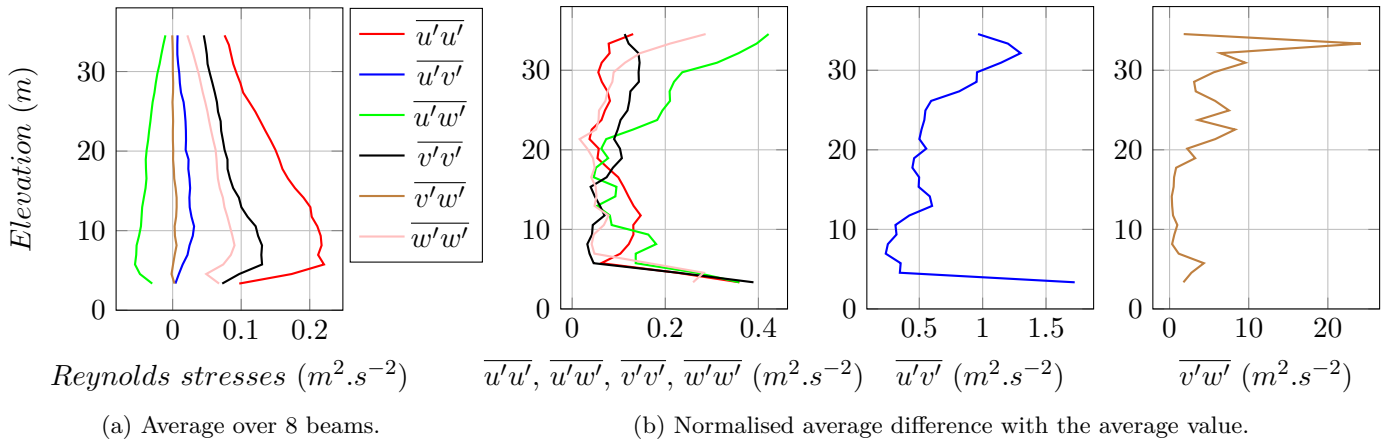 Elevation (m)
30
20
10
0
0
0.1
0.2
Reynolds stresses (m².s⁻²)
u′u′
u′v′
u′w′
v′v′
v′w′
w′w′
30
20
10
0
0
0.2
0.4
u′u′, u′w′, v′v′, w′w′ (m².s⁻²)
30
20
10
0
0.5
1
1.5
u′v′ (m².s⁻²)
30
20
10
0
0
10
20
v′w′ (m².s⁻²)
(a) Average over 8 beams.
(b) Normalised average difference with the average value.